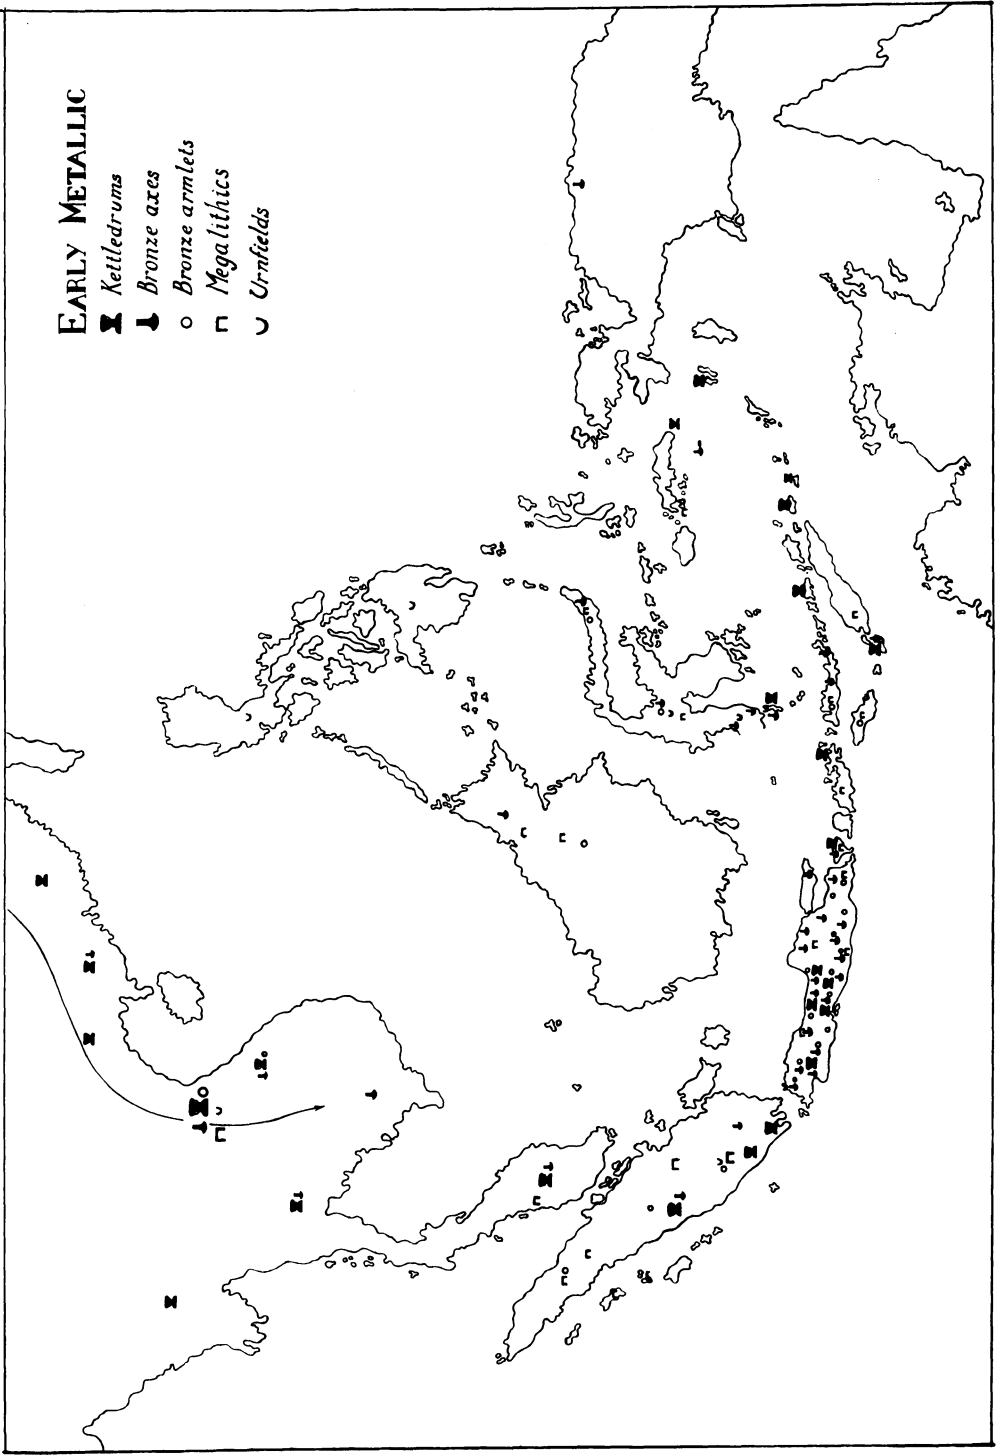 EARLY METALLIC
Kettledrums
Bronze axes
Bronze armlets
Megalithics
Urnfields